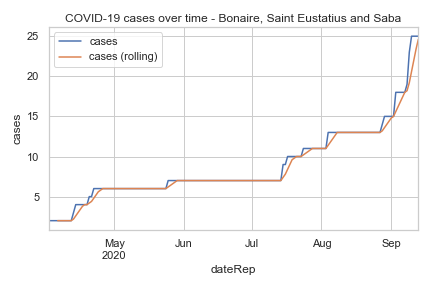 COVID-19 cases over time - Bonaire, Saint Eustatius and Saba
cases
cases (rolling)
25
20
15
10
5
cases
May Jun Jul Aug Sep
2020
dateRep